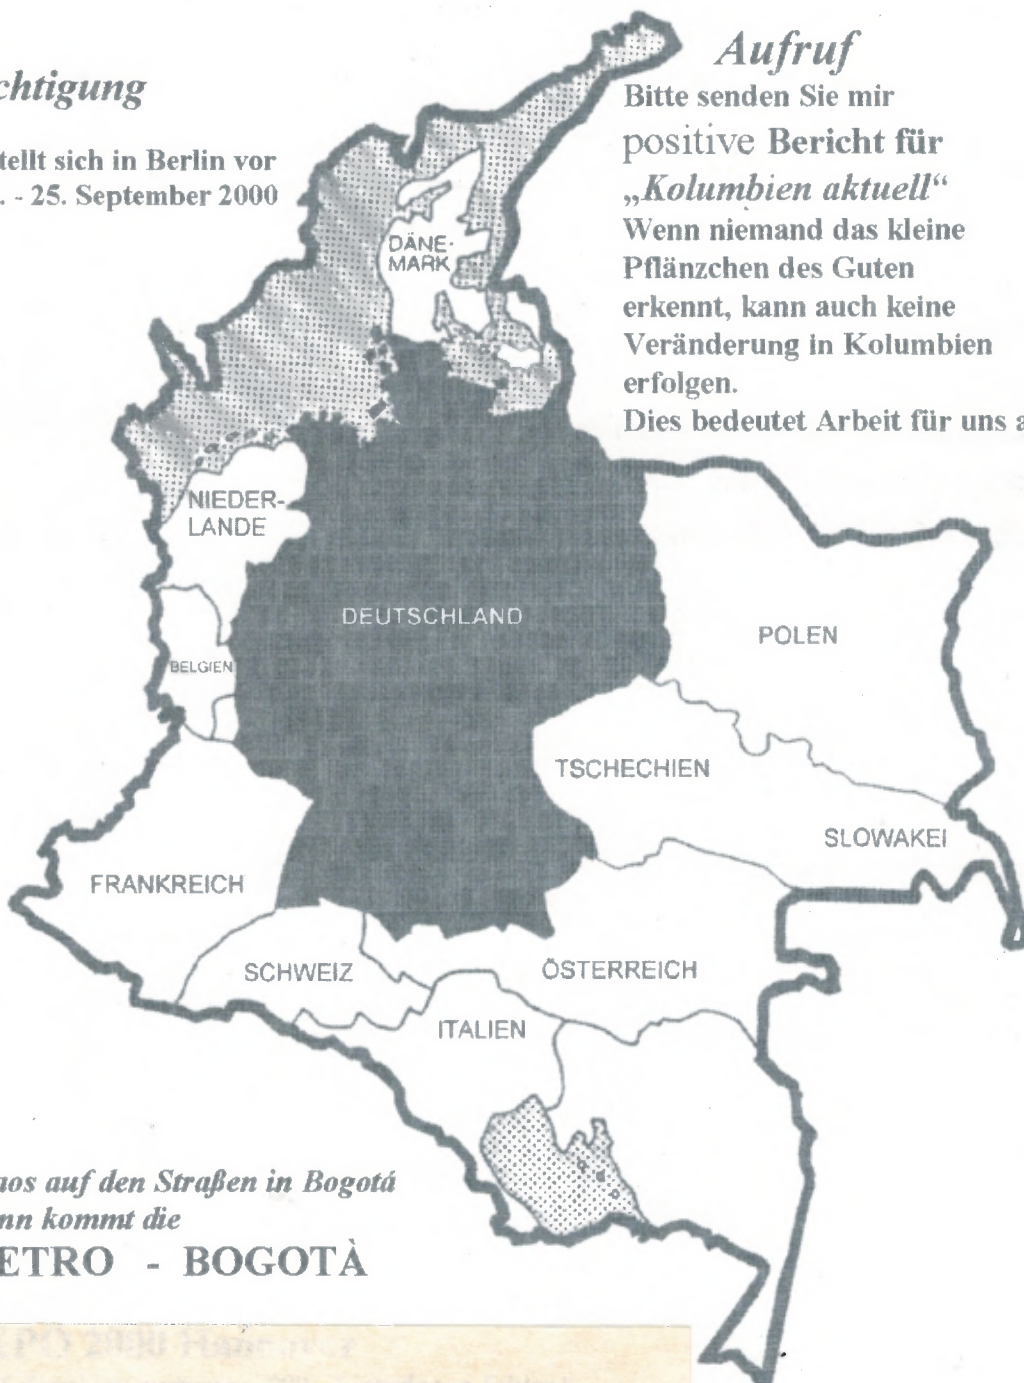 chtigung
tellt sich in Berlin vor
. - 25. September 2000
Aufruf
Bitte senden Sie mir
positive Bericht für
„Kolumbien aktuell“
Wenn niemand das kleine
Pflänzchen des Guten
erkennt, kann auch keine
Veränderung in Kolumbien
erfolgen.
Dies bedeutet Arbeit für uns a
DÄNE-
MARK
NIEDER-
LANDE
DEUTSCHLAND
POLEN
BELGIEN
TSCHECHIEN
SLOWAKEI
FRANKREICH
SCHWEIZ
ÖSTERREICH
ITALIEN
aos auf den Straßen in Bogotá
nn kommt die
ETRO - BOGOTÀ